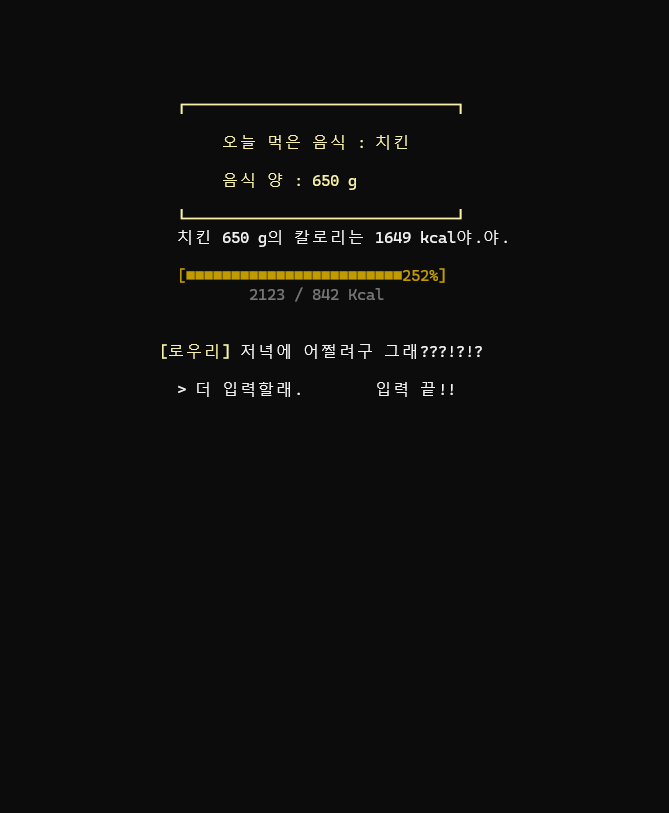 오늘 먹은 음식 : 치킨
음식 양 : 650 g
치킨 650 g의 칼로리는 1649 kcal야.야.
[■■■■■■■■■■■■■■■■■■■■■■■■252%]
2123 / 842 Kcal
[로우리] 저녁에 어쩔려구 그래???!?!?
> 더 입력할래. 입력 끝!!